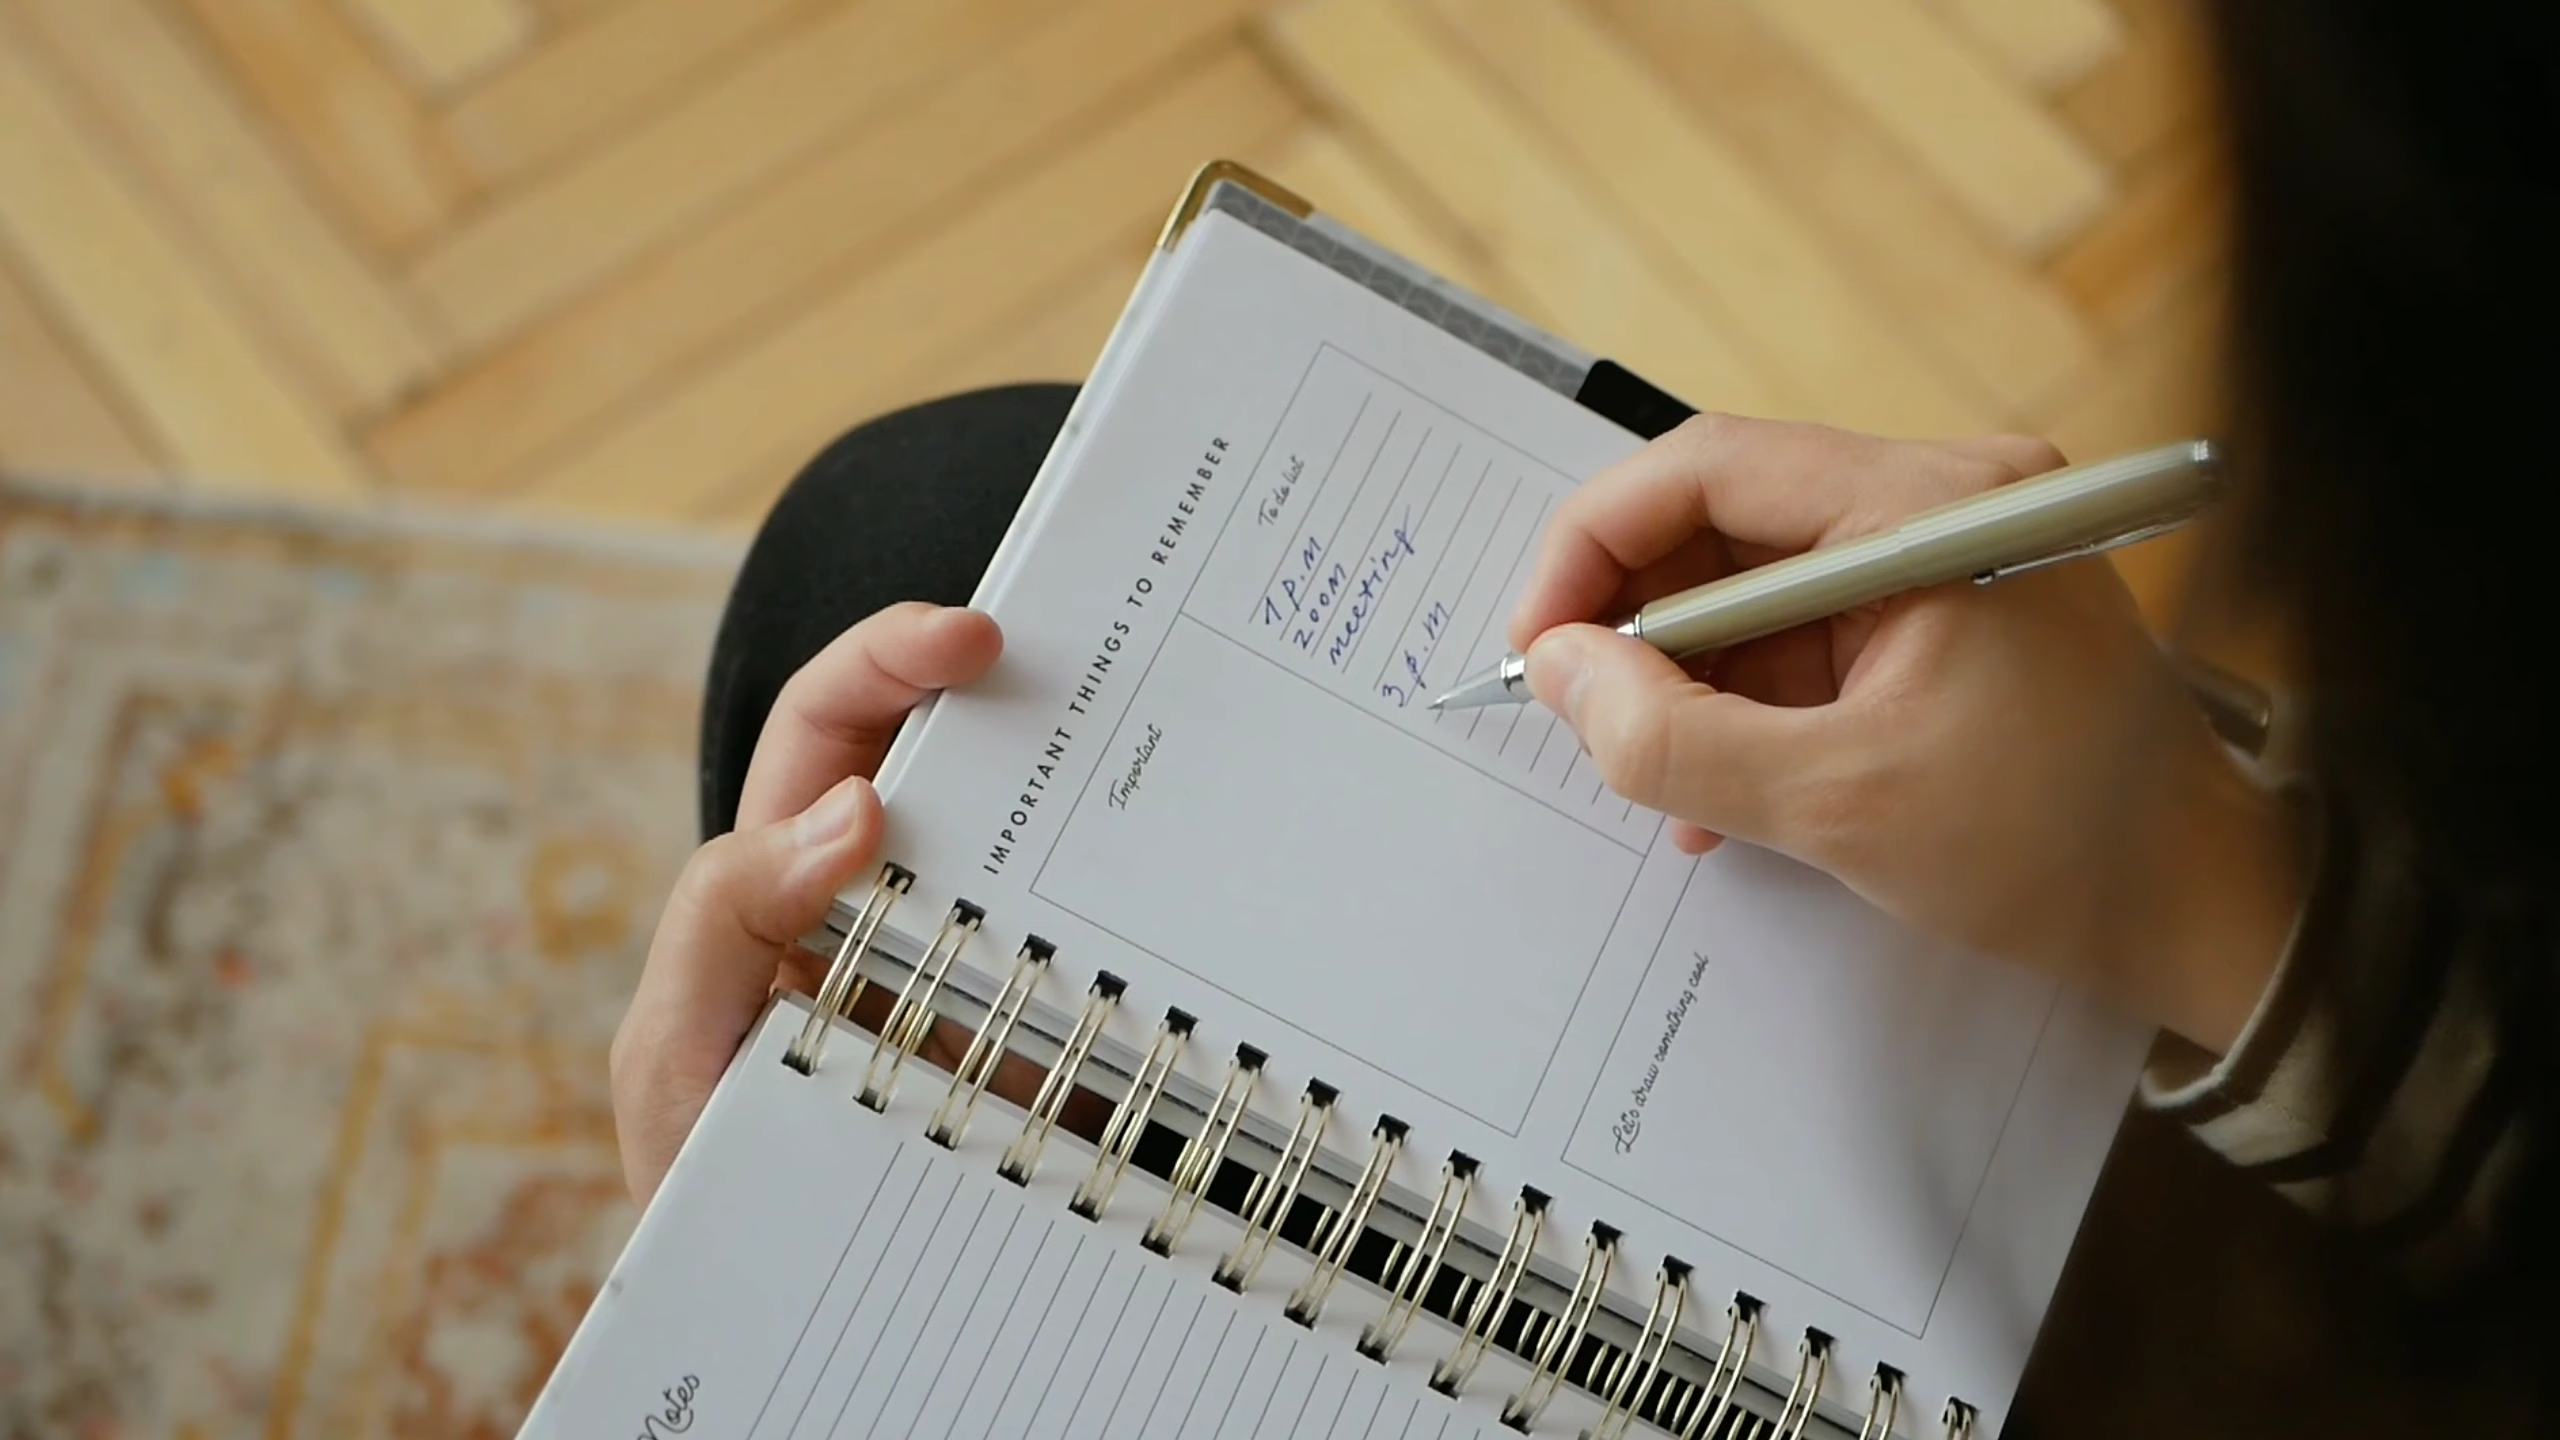 IMPORTANT THINGS TO REMEMBER
To do list
1 p.m
zoom
meeting
3 p.m
Important
Let's draw something cool
Notes